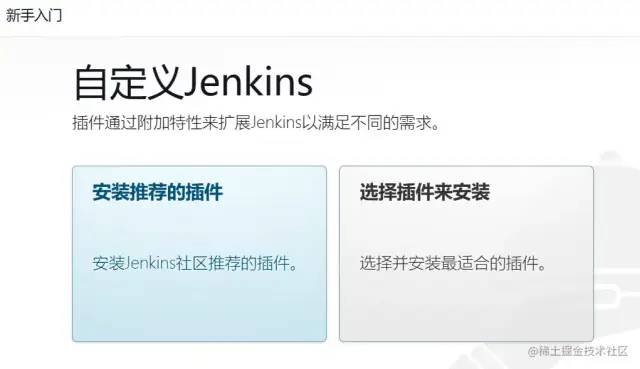 新手入门
自定义Jenkins
插件通过附加特性来扩展Jenkins以满足不同的需求。
安装推荐的插件
选择插件来安装
安装Jenkins社区推荐的插件。
选择并安装最适合的插件。
@稀土掘金技术社区